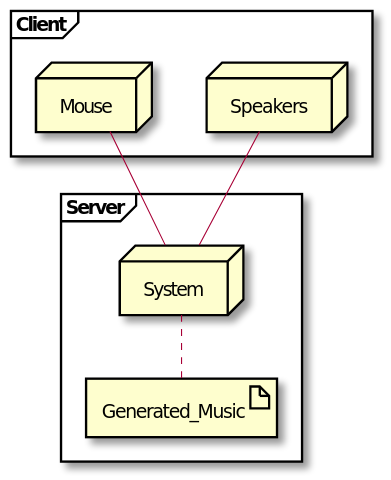 Client
Mouse
Speakers
Server
System
Generated_Music